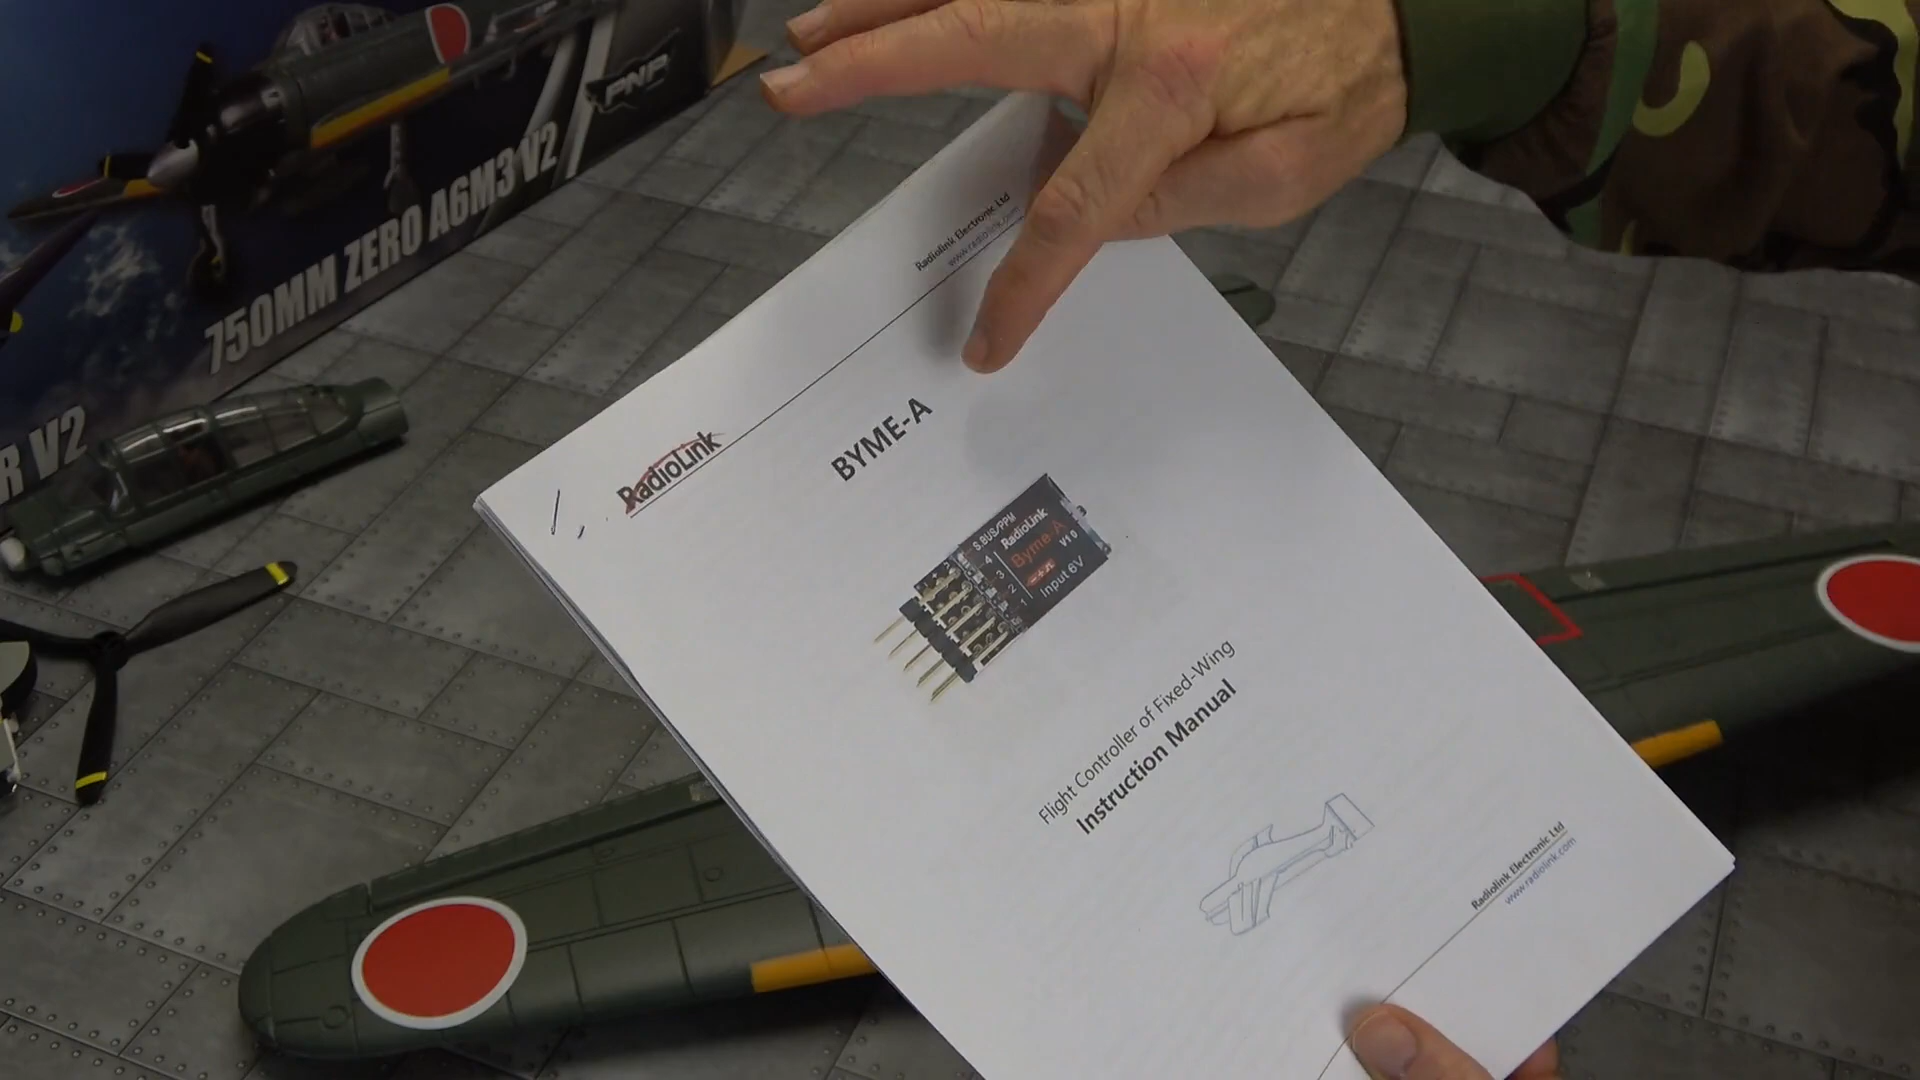 PNP
750MM ZERO A6M3 V2
R V2
Radiolink Electronic Ltd
www.radiolink.com
RadioLink
1.
BYME-A
S.BUS/PPM
4
3
2
1
RadioLink
Byme-A
V1.0
Input 6V
Flight Controller of Fixed-Wing
Instruction Manual
Radiolink Electronic Ltd
www.radiolink.com